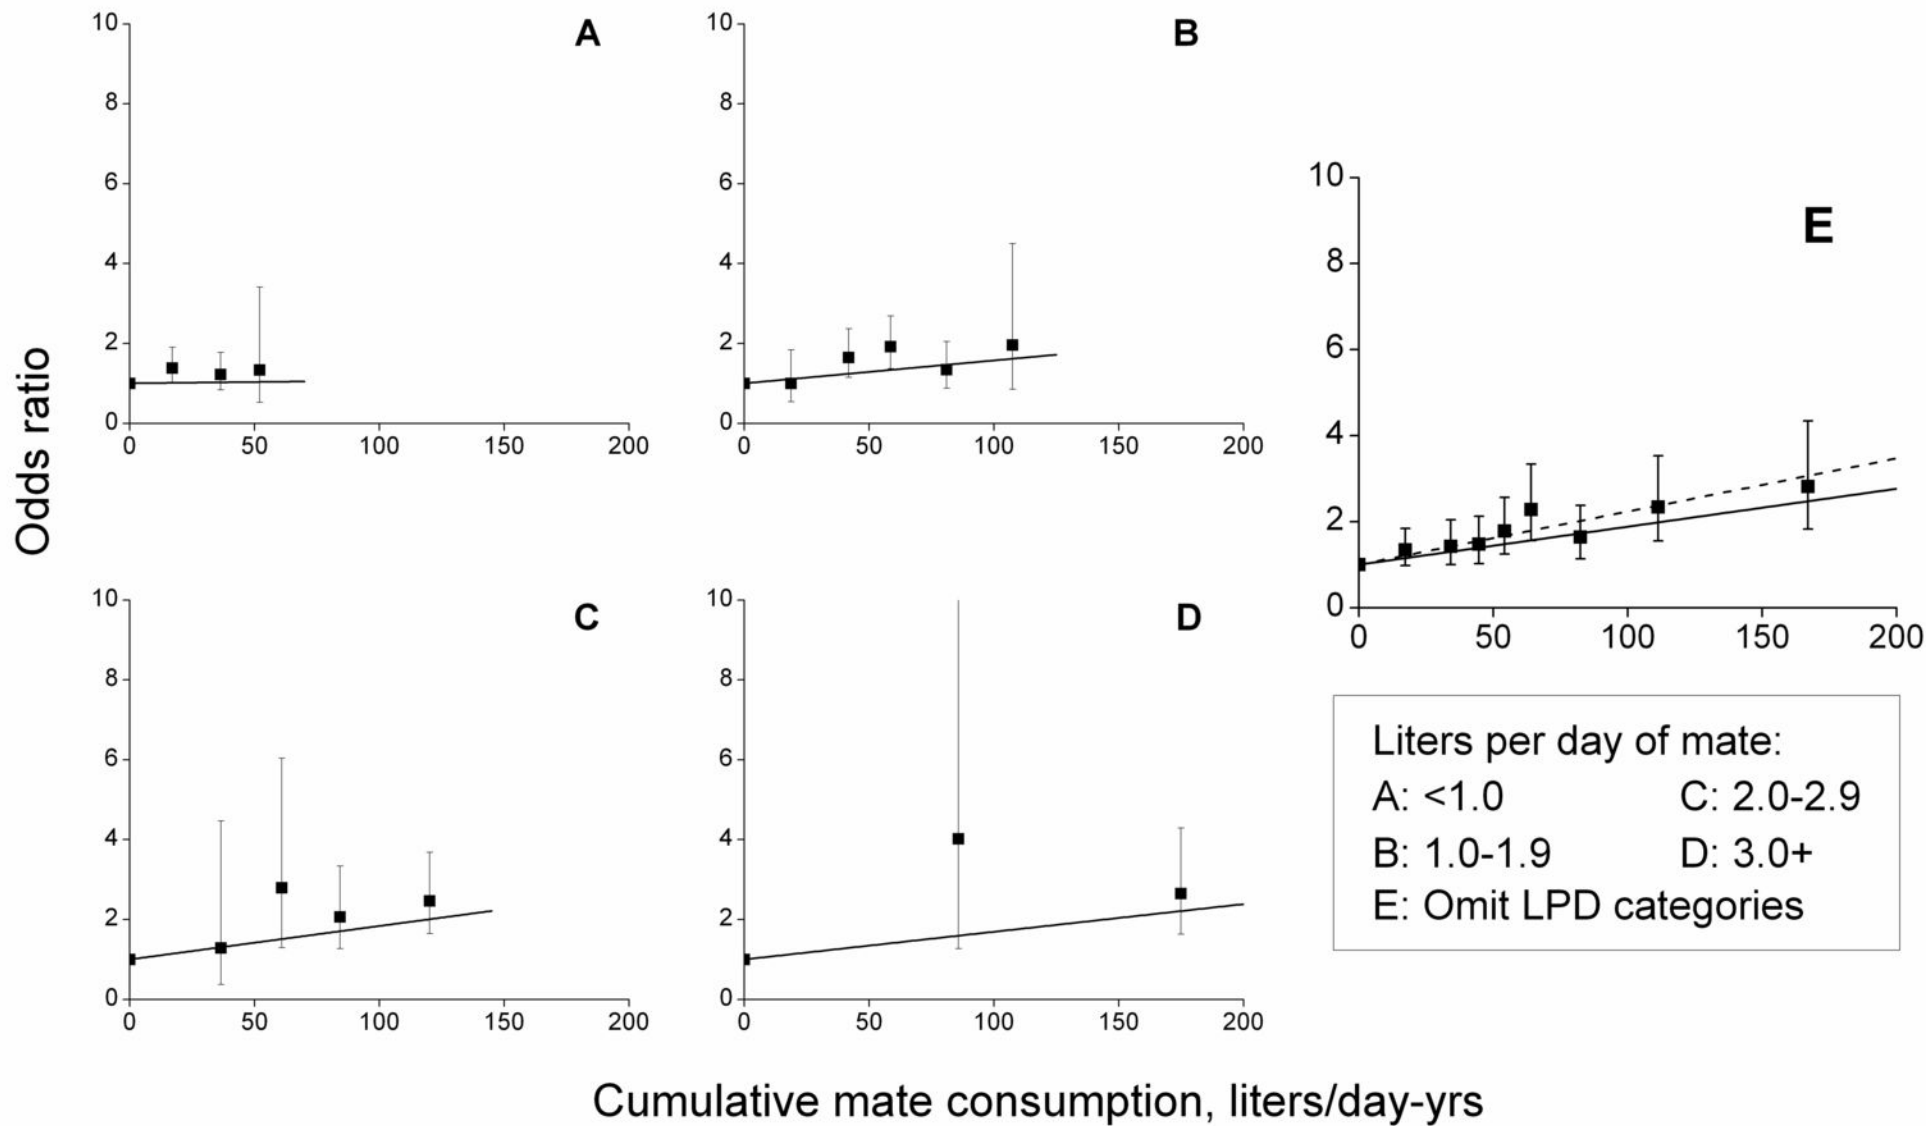 A
10
8
6
4
2
0
0 50 100 150 200
B
10
8
6
4
2
0
0 50 100 150 200
E
10
8
6
4
2
0
0 50 100 150 200
Odds ratio
C
10
8
6
4
2
0
0 50 100 150 200
D
10
8
6
4
2
0
0 50 100 150 200
Liters per day of mate:
A: <1.0 C: 2.0-2.9
B: 1.0-1.9 D: 3.0+
E: Omit LPD categories
Cumulative mate consumption, liters/day-yrs